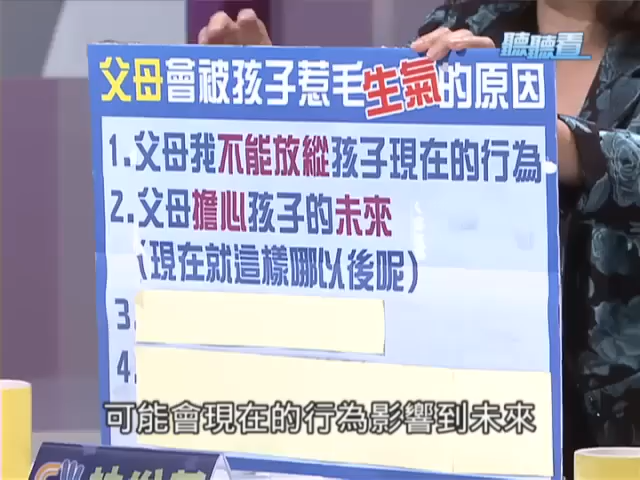 聽聽看
父母會被孩子惹毛生氣的原因
1.父母我不能放縱孩子現在的行為
2.父母擔心孩子的未來
(現在就這樣哪以後呢)
3
4.
可能會現在的行為影響到未來